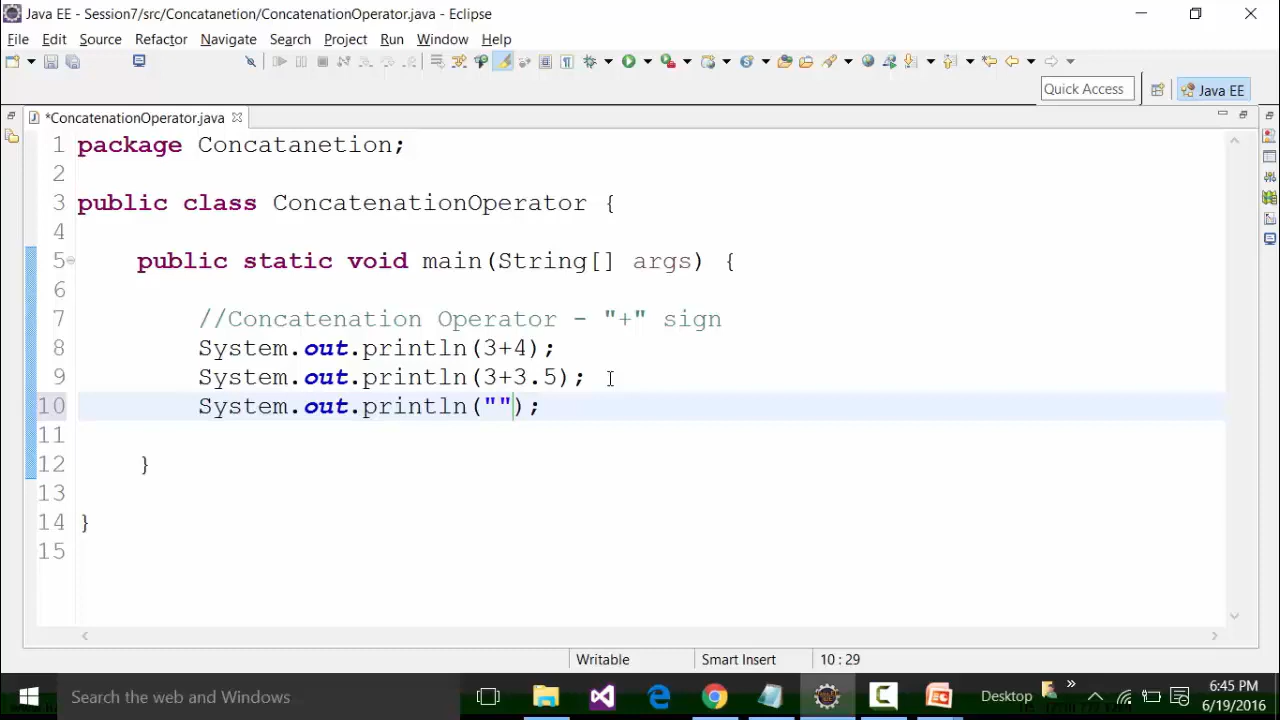 Java EE - Session7/src/Concatanetion/ConcatenationOperator.java - Eclipse
File Edit Source Refactor Navigate Search Project Run Window Help
Quick Access
Java EE
*ConcatenationOperator.java
1 package Concatanetion;
2
3 public class ConcatenationOperator {
4
5 public static void main(String[] args) {
6
7 //Concatenation Operator - "+" sign
8 System.out.println(3+4);
9 System.out.println(3+3.5);
10 System.out.println("");
11
12 }
13
14 }
15
Writable Smart Insert 10 : 29
Search the web and Windows
Desktop
6:45 PM
6/19/2016